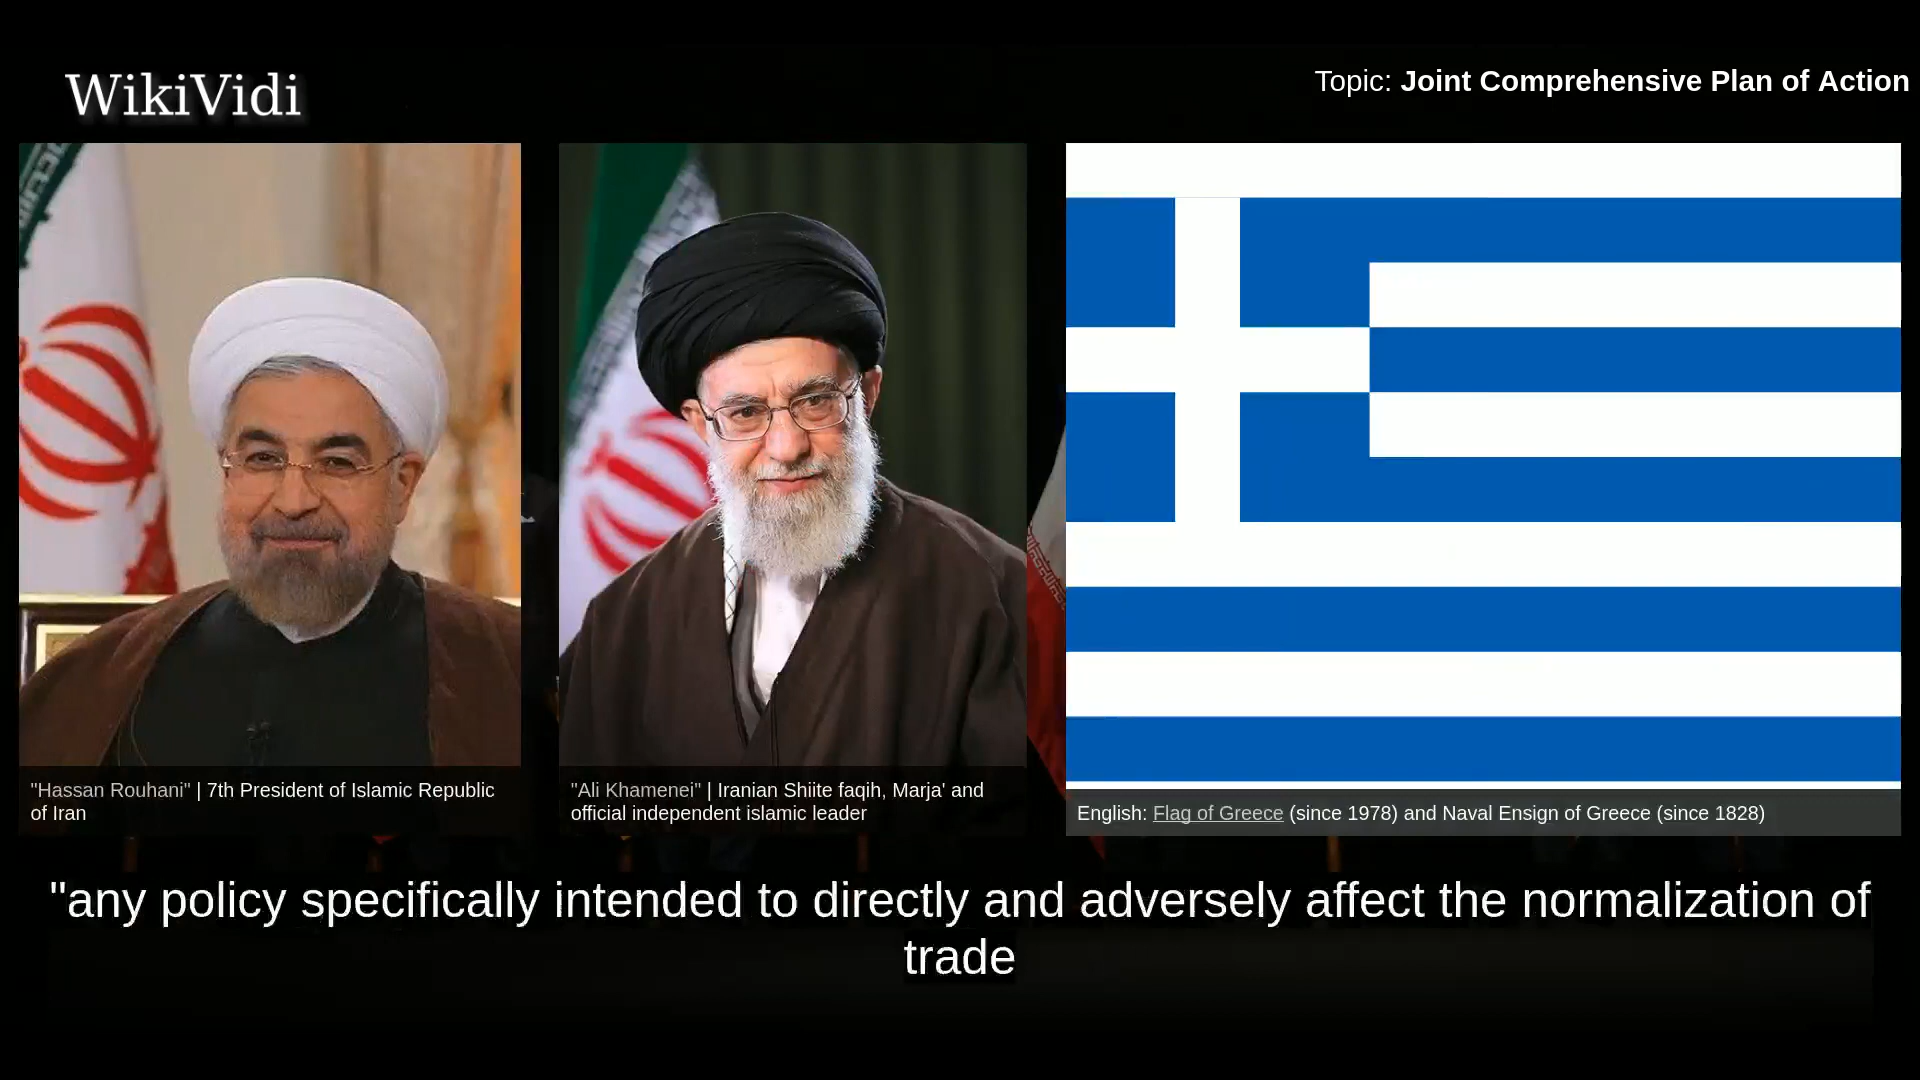 WikiVidi
Topic: Joint Comprehensive Plan of Action
"Hassan Rouhani" | 7th President of Islamic Republic
of Iran
"Ali Khamenei" | Iranian Shiite faqih, Marja' and
official independent islamic leader
English: Flag of Greece (since 1978) and Naval Ensign of Greece (since 1828)
"any policy specifically intended to directly and adversely affect the normalization of
trade